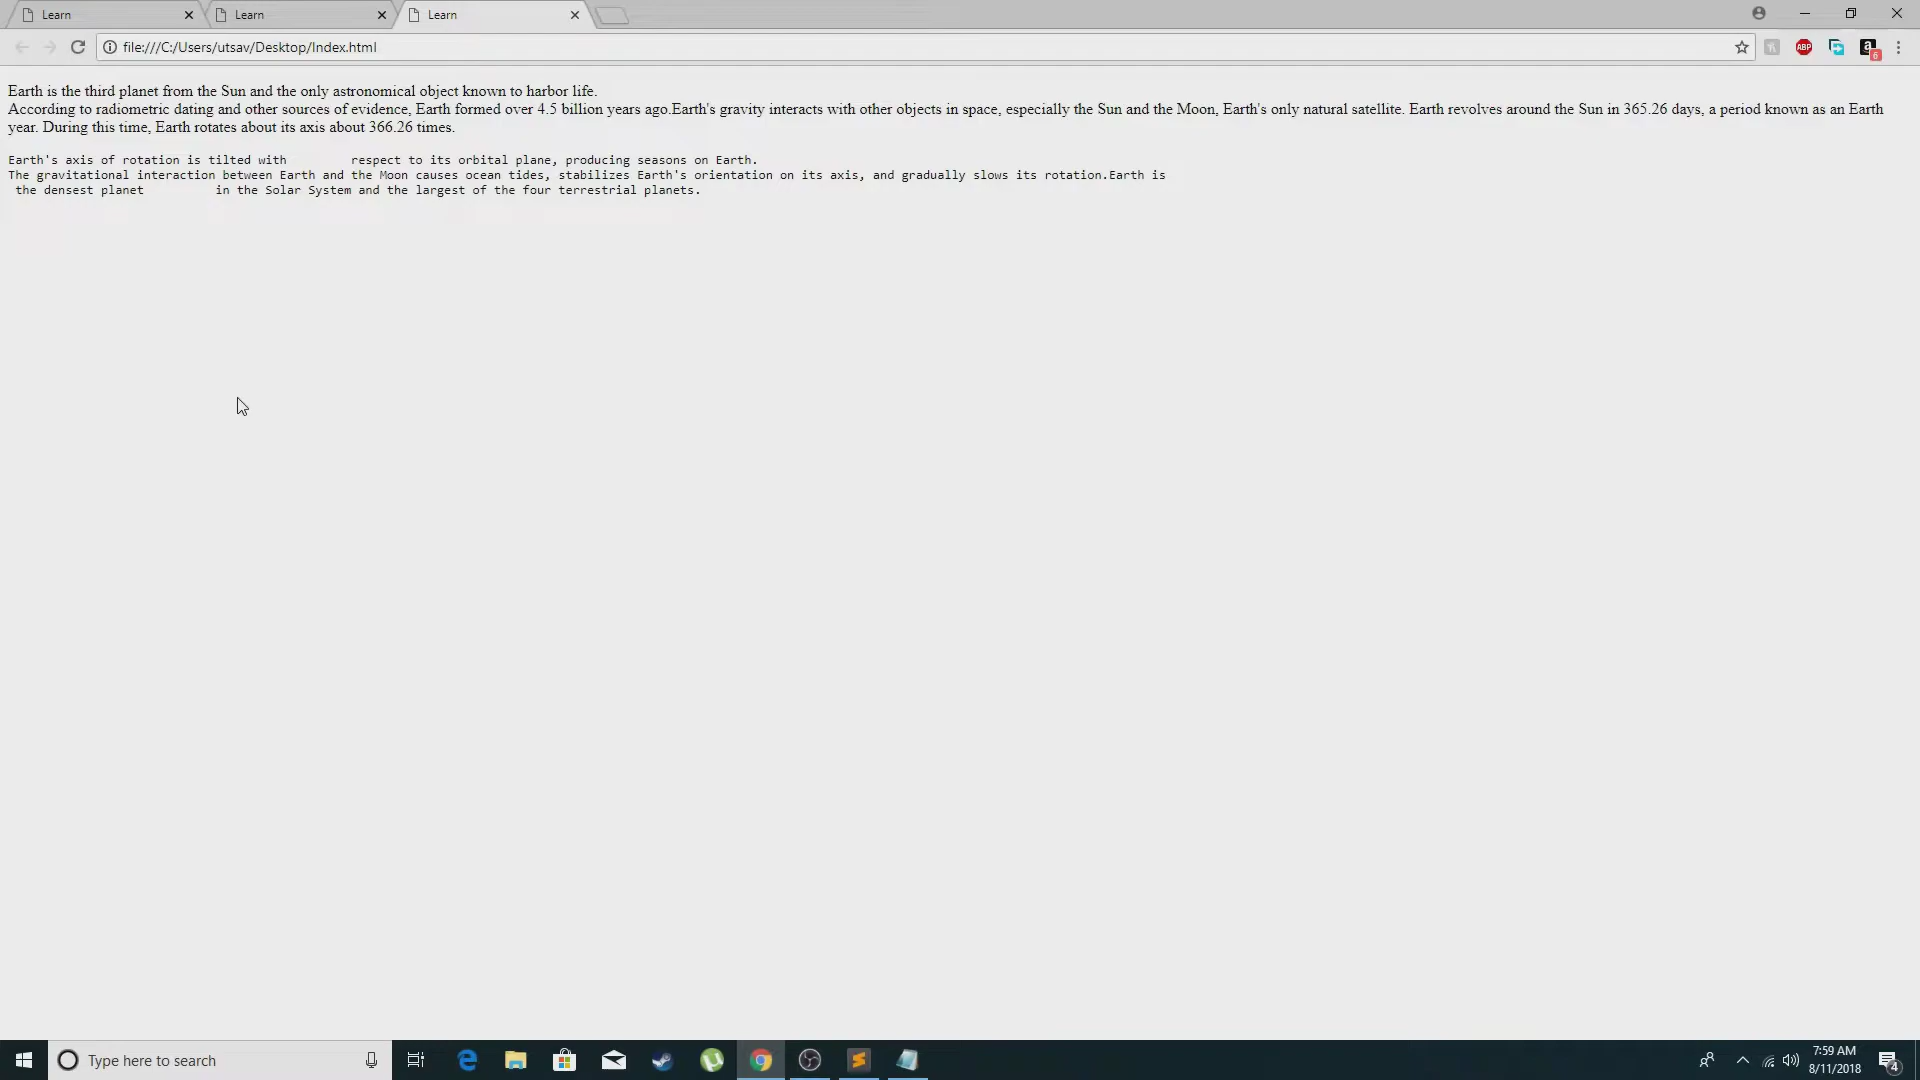 Learn
Learn
Learn
file:///C:/Users/utsav/Desktop/Index.html
ABP
a
6
Earth is the third planet from the Sun and the only astronomical object known to harbor life.
According to radiometric dating and other sources of evidence, Earth formed over 4.5 billion years ago.Earth's gravity interacts with other objects in space, especially the Sun and the Moon, Earth's only natural satellite. Earth revolves around the Sun in 365.26 days, a period known as an Earth
year. During this time, Earth rotates about its axis about 366.26 times.
Earth's axis of rotation is tilted with         respect to its orbital plane, producing seasons on Earth.
The gravitational interaction between Earth and the Moon causes ocean tides, stabilizes Earth's orientation on its axis, and gradually slows its rotation.Earth is
 the densest planet          in the Solar System and the largest of the four terrestrial planets.
Type here to search
7:59 AM
8/11/2018
4